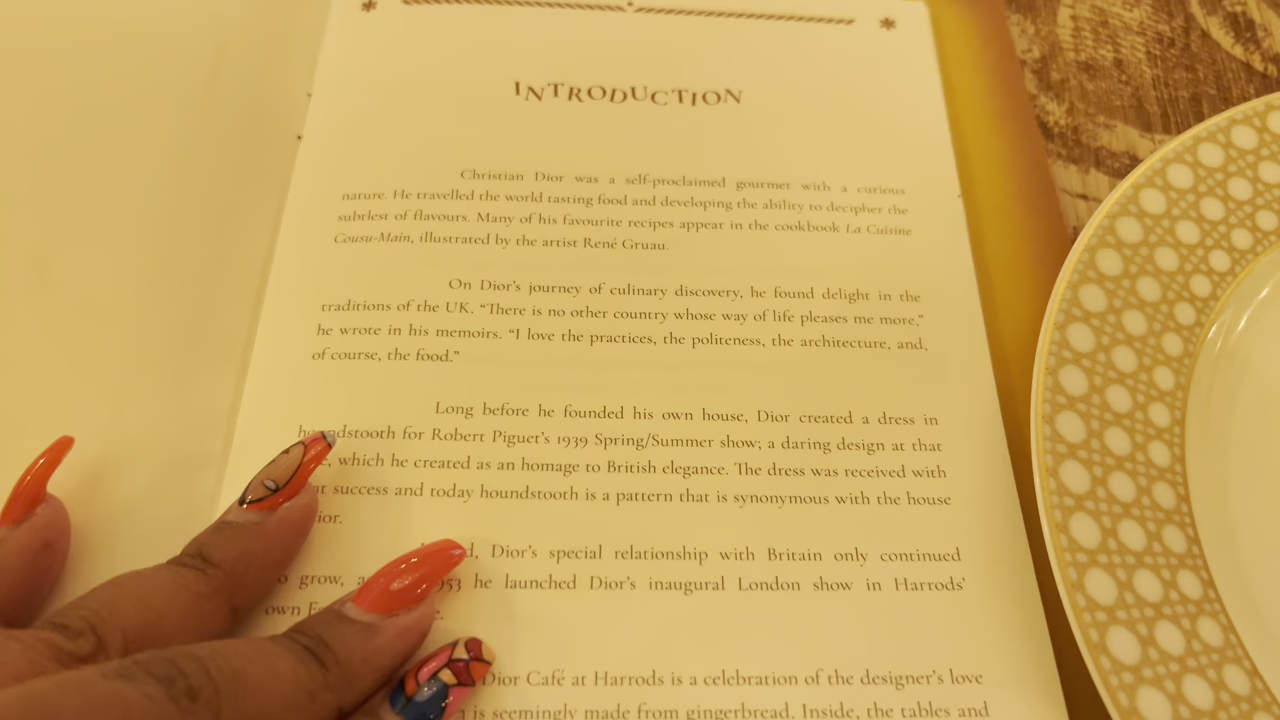 INTRODUCTION
Christian Dior was a self-proclaimed gourmet with a curious
nature. He travelled the world tasting food and developing the ability to decipher the
subtlest of flavours. Many of his favourite recipes appear in the cookbook La Cuisine
Cousu-Main, illustrated by the artist René Gruau.
On Dior's journey of culinary discovery, he found delight in the
traditions of the UK. “There is no other country whose way of life pleases me more,”
he wrote in his memoirs. “I love the practices, the politeness, the architecture, and,
of course, the food.”
Long before he founded his own house, Dior created a dress in
houndstooth for Robert Piguet's 1939 Spring/Summer show; a daring design at that
which he created as an homage to British elegance. The dress was received with
success and today houndstooth is a pattern that is synonymous with the house
Dior's special relationship with Britain only continued
grow, 1953 he launched Dior's inaugural London show in Harrods'
own
Dior Café at Harrods is a celebration of the designer's love
is seemingly made from gingerbread. Inside, the tables and